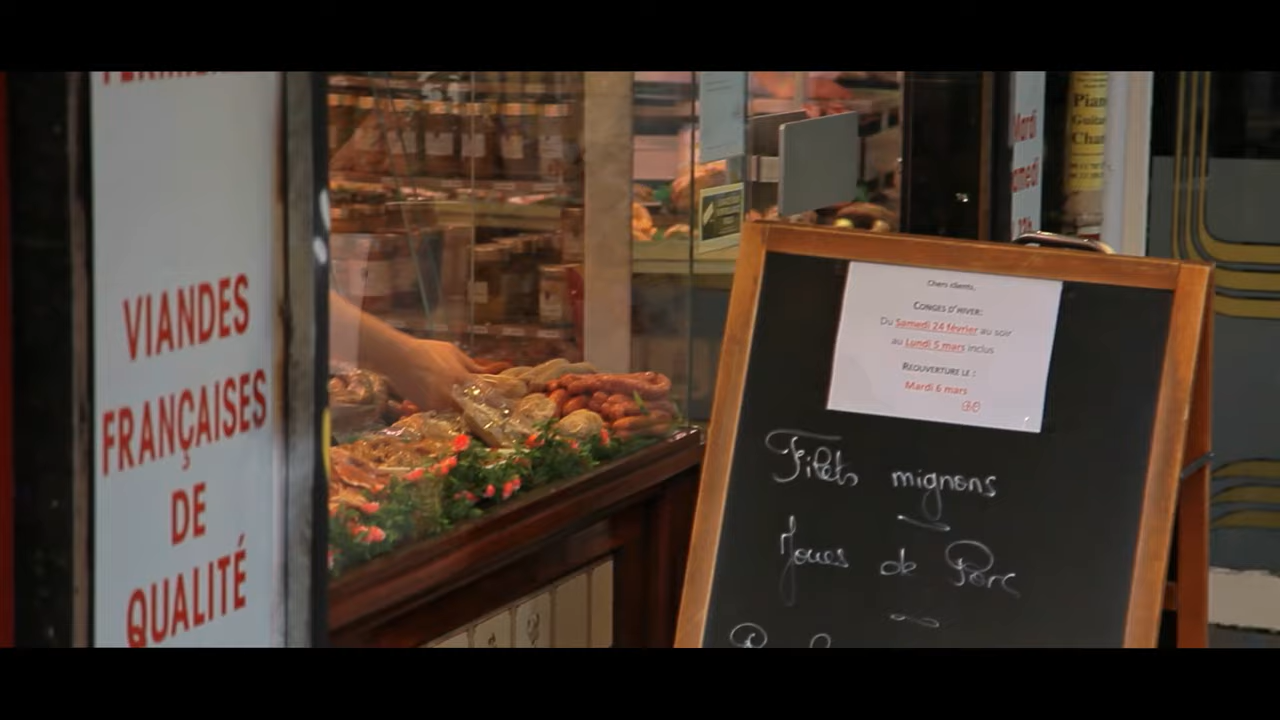 VIANDES
FRANÇAISES
DE
QUALITÉ
Chers clients,
CONGES D'HIVER:
Du Samedi 24 février au soir
au Lundi 5 mars inclus
REOUVERTURE LE :
Mardi 6 mars
Filets mignons
Joues de Porc
Mardi